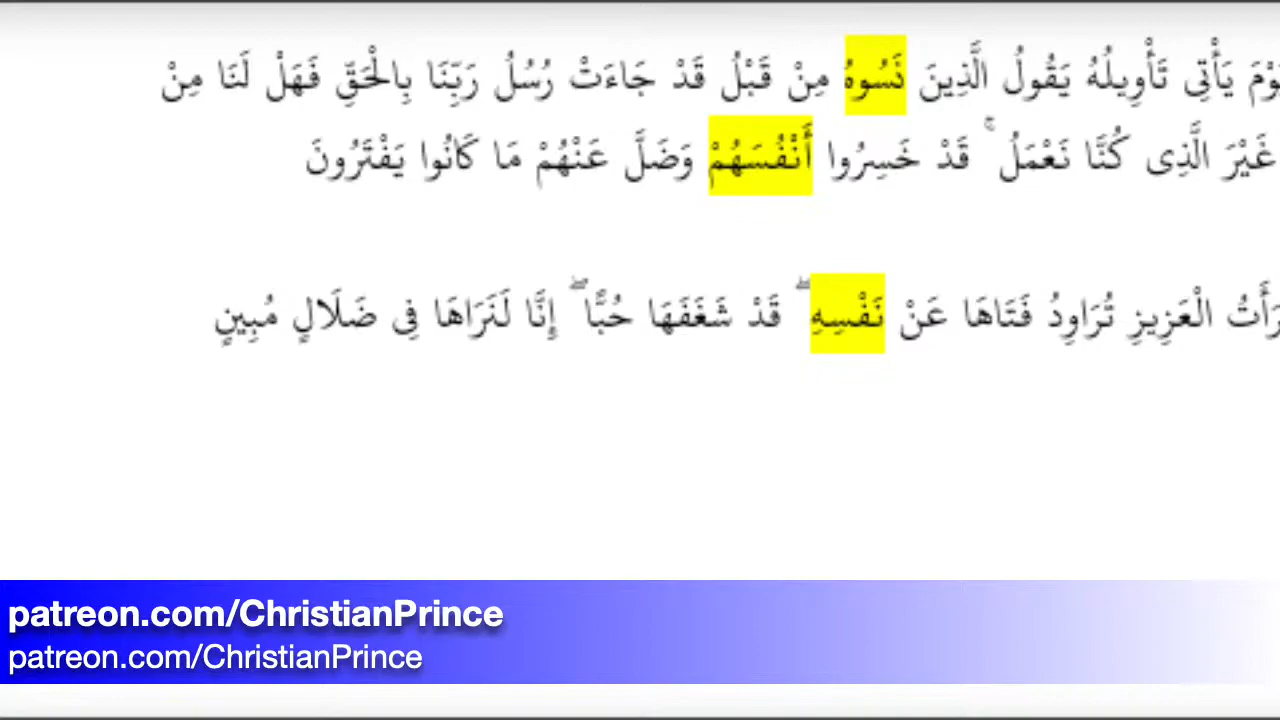 يَأْتِى تَأْوِيلُهُ يَقُولُ الَّذِينَ نَسُوهُ مِنْ قَبْلُ قَدْ جَاءَتْ رُسُلُ رَبِّنَا بِالْحَقِّ فَهَلْ لَنَا مِنْ
غَيْرَ الَّذِى كُنَّا نَعْمَلُ ۚ قَدْ خَسِرُوا أَنْفُسَهُمْ وَضَلَّ عَنْهُمْ مَا كَانُوا يَفْتَرُونَ
الْعَزِيزِ تُرَاوِدُ فَتَاهَا عَنْ نَفْسِهِ ۖ قَدْ شَغَفَهَا حُبًّا ۖ إِنَّا لَنَرَاهَا فِى ضَلَالٍ مُبِينٍ
patreon.com/ChristianPrince
patreon.com/ChristianPrince